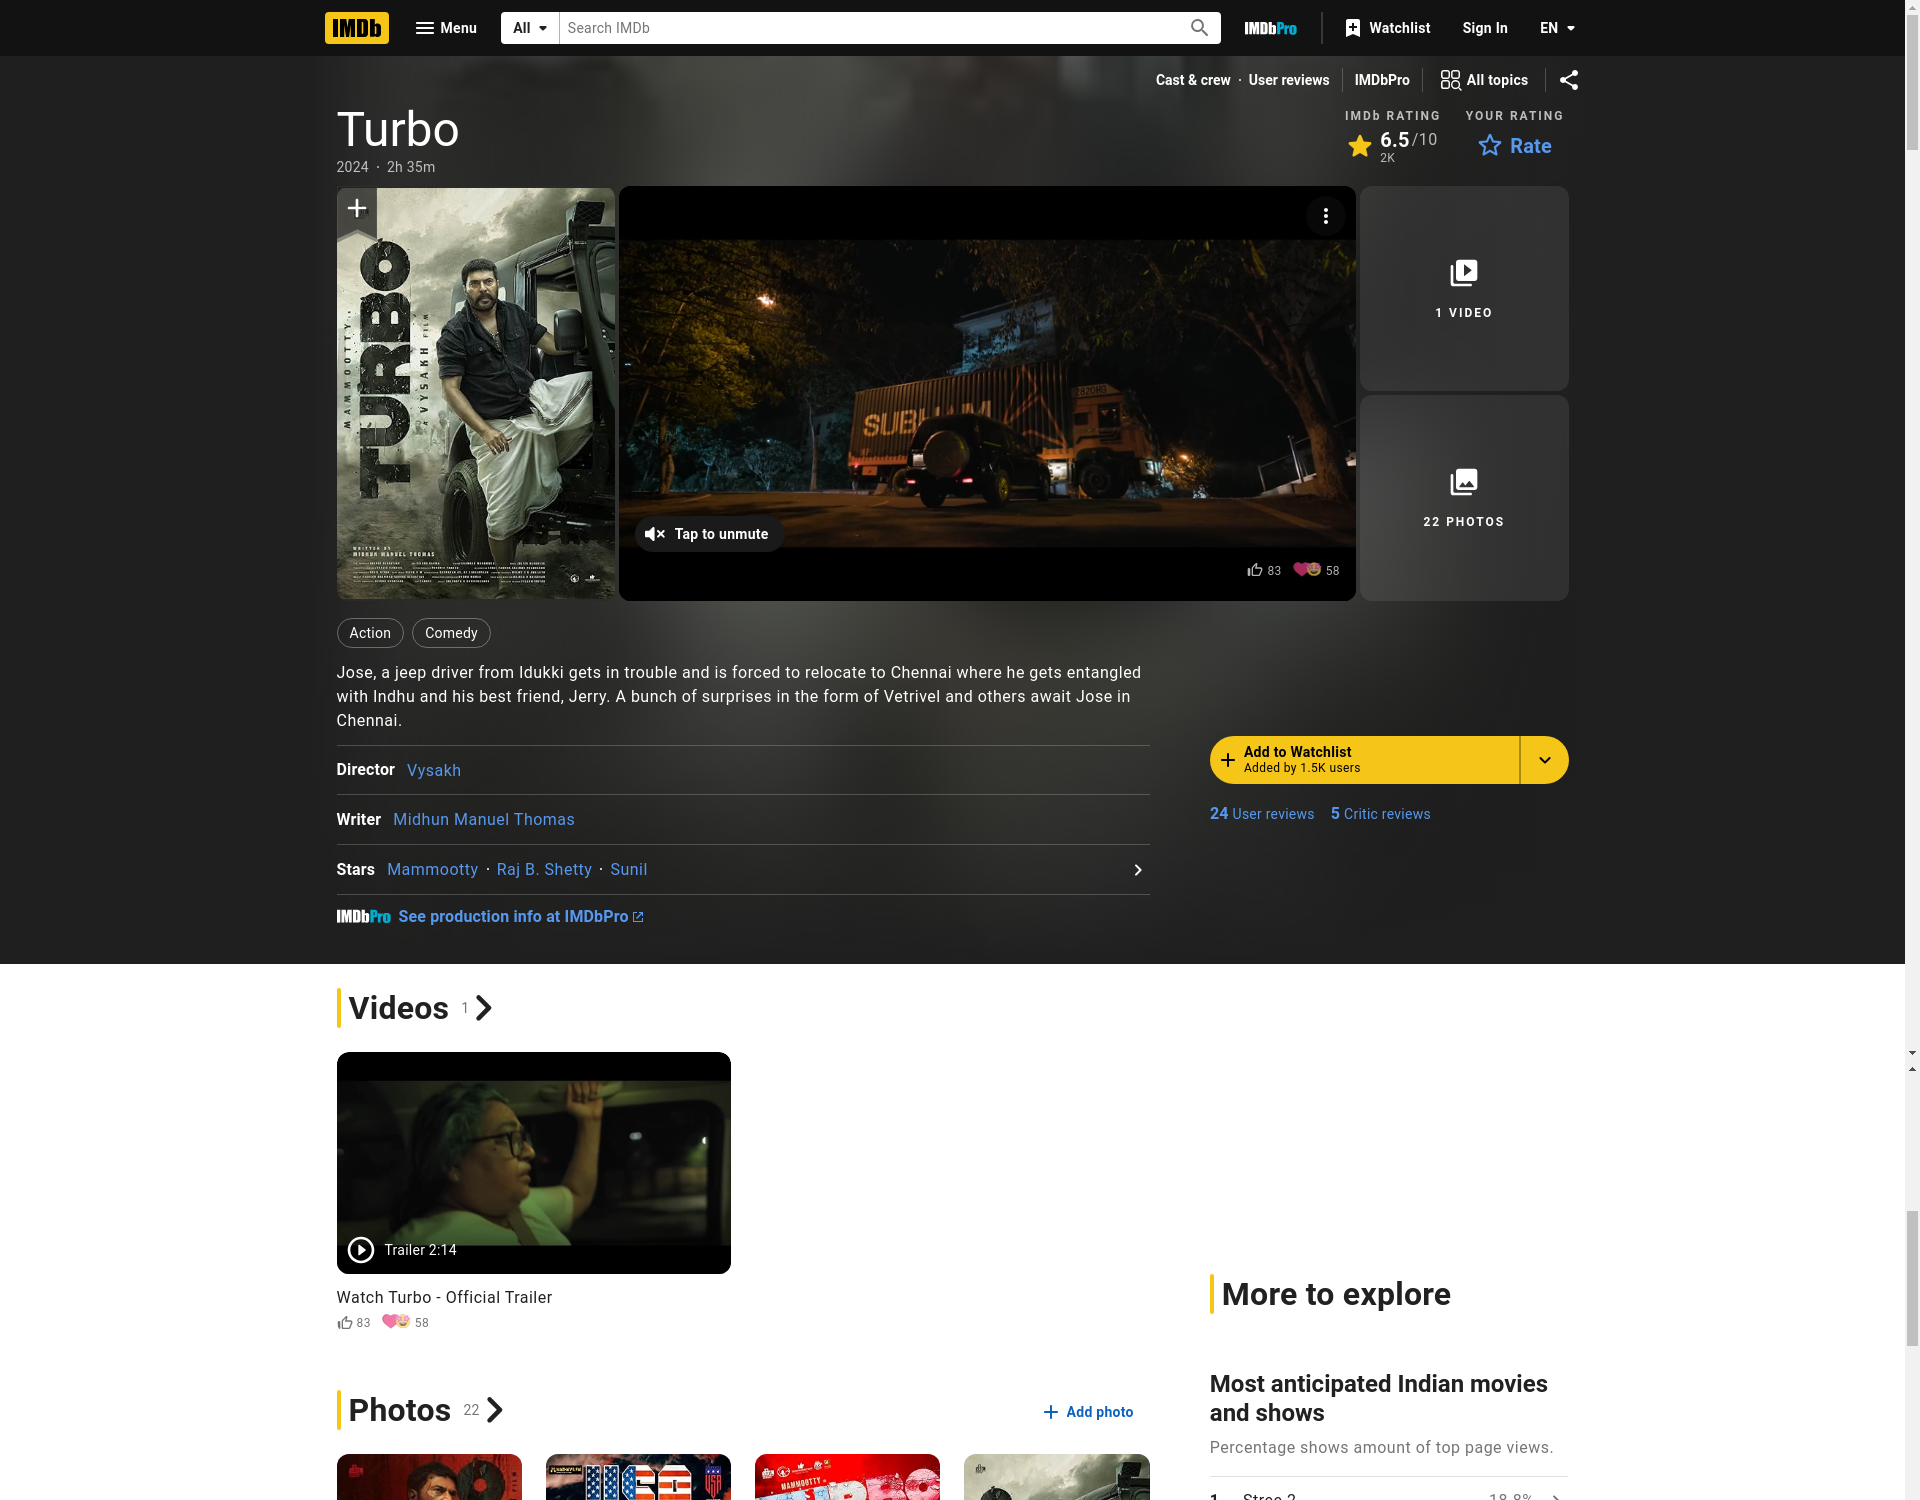 IMDb
Menu
All
Search IMDb
IMDbPro
Watchlist
Sign In
EN
Cast & crew · User reviews
IMDbPro
All topics
Turbo
2024 · 2h 35m
IMDb RATING
6.5/10
2K
YOUR RATING
Rate
MAMMOOTTY
TURBO
A VYSAKH FILM
WRITTEN BY
MIDHUN MANUEL THOMAS
Tap to unmute
83
58
1 VIDEO
22 PHOTOS
Action
Comedy
Jose, a jeep driver from Idukki gets in trouble and is forced to relocate to Chennai where he gets entangled
with Indhu and his best friend, Jerry. A bunch of surprises in the form of Vetrivel and others await Jose in
Chennai.
Director Vysakh
Writer Midhun Manuel Thomas
Stars Mammootty · Raj B. Shetty · Sunil
IMDbPro See production info at IMDbPro
Add to Watchlist
Added by 1.5K users
24 User reviews 5 Critic reviews
Videos 1
Trailer 2:14
Watch Turbo - Official Trailer
83
58
Photos 22
Add photo
MAMMOOTTY
More to explore
Most anticipated Indian movies
and shows
Percentage shows amount of top page views.
1 Stree 2 18.8%